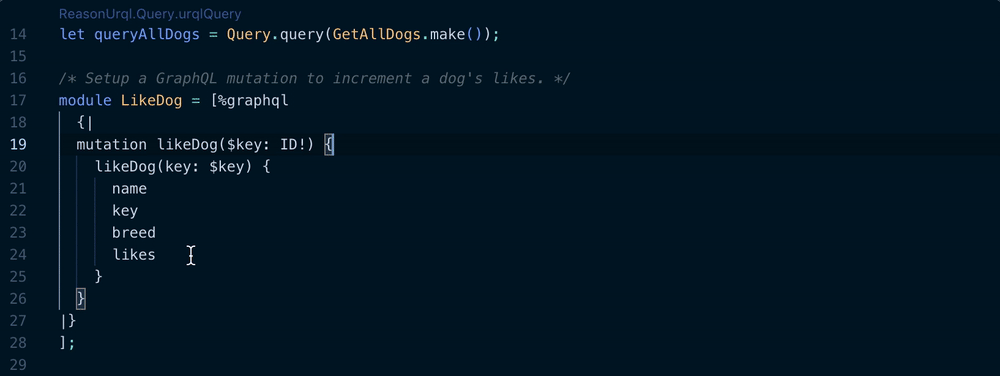 ReasonUrql.Query.urqlQuery
14 let queryAllDogs = Query.query(GetAllDogs.make());
15
16 /* Setup a GraphQL mutation to increment a dog's likes. */
17 module LikeDog = [%graphql
18 {|
19 mutation likeDog($key: ID!) {
20 likeDog(key: $key) {
21 name
22 key
23 breed
24 likes
25 }
26 }
27 |}
28 ];
29